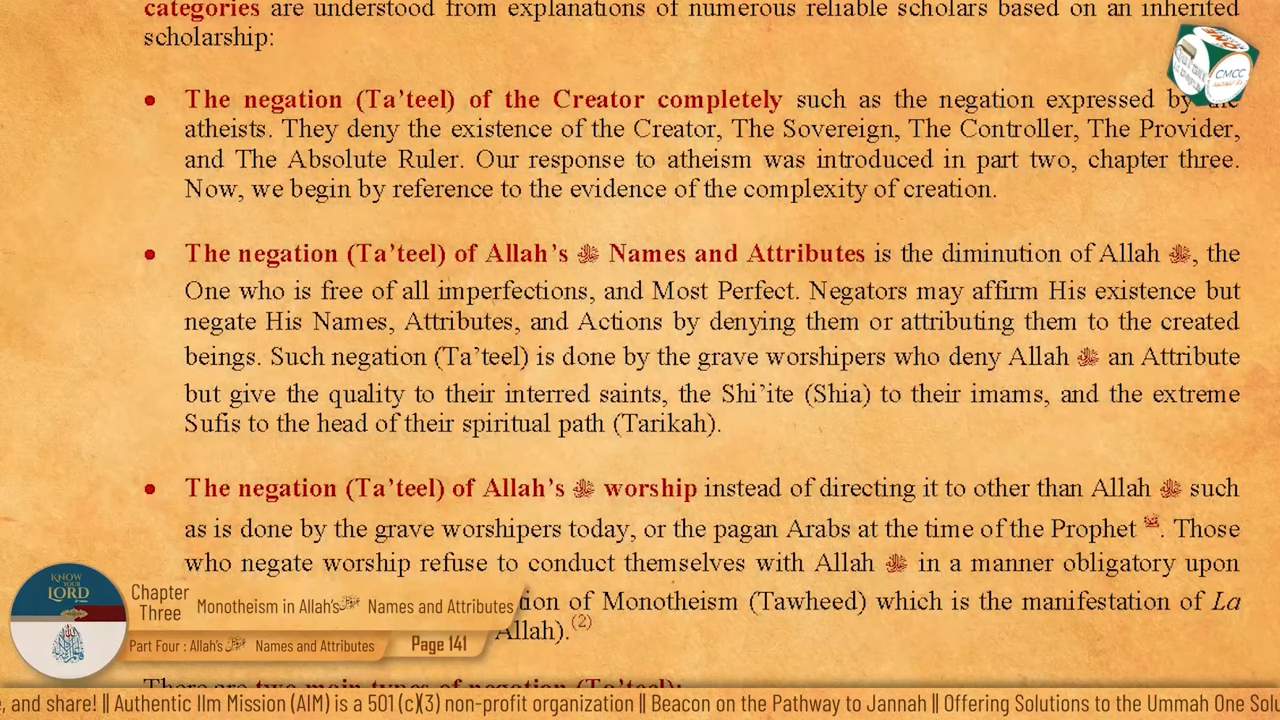 categories are understood from explanations of numerous reliable scholars based on an inherited
scholarship:
• The negation (Ta’teel) of the Creator completely such as the negation expressed by the
atheists. They deny the existence of the Creator, The Sovereign, The Controller, The Provider,
and The Absolute Ruler. Our response to atheism was introduced in part two, chapter three.
Now, we begin by reference to the evidence of the complexity of creation.
• The negation (Ta’teel) of Allah’s ﷻ Names and Attributes is the diminution of Allah ﷻ, the
One who is free of all imperfections, and Most Perfect. Negators may affirm His existence but
negate His Names, Attributes, and Actions by denying them or attributing them to the created
beings. Such negation (Ta’teel) is done by the grave worshipers who deny Allah ﷻ an Attribute
but give the quality to their interred saints, the Shi’ite (Shia) to their imams, and the extreme
Sufis to the head of their spiritual path (Tarikah).
• The negation (Ta’teel) of Allah’s ﷻ worship instead of directing it to other than Allah ﷻ such
as is done by the grave worshipers today, or the pagan Arabs at the time of the Prophet ﷺ. Those
who negate worship refuse to conduct themselves with Allah ﷻ in a manner obligatory upon
tion of Monotheism (Tawheed) which is the manifestation of La
Allah).(2)
There are two main types of negation (Ta’teel):
CMCC
KNOW
YOUR
LORD
Chapter
Three
Monotheism in Allah’s ﷻ Names and Attributes
Part Four : Allah’s ﷻ Names and Attributes
Page 141
e, and share! || Authentic Ilm Mission (AIM) is a 501 (c)(3) non-profit organization || Beacon on the Pathway to Jannah || Offering Solutions to the Ummah One Solu